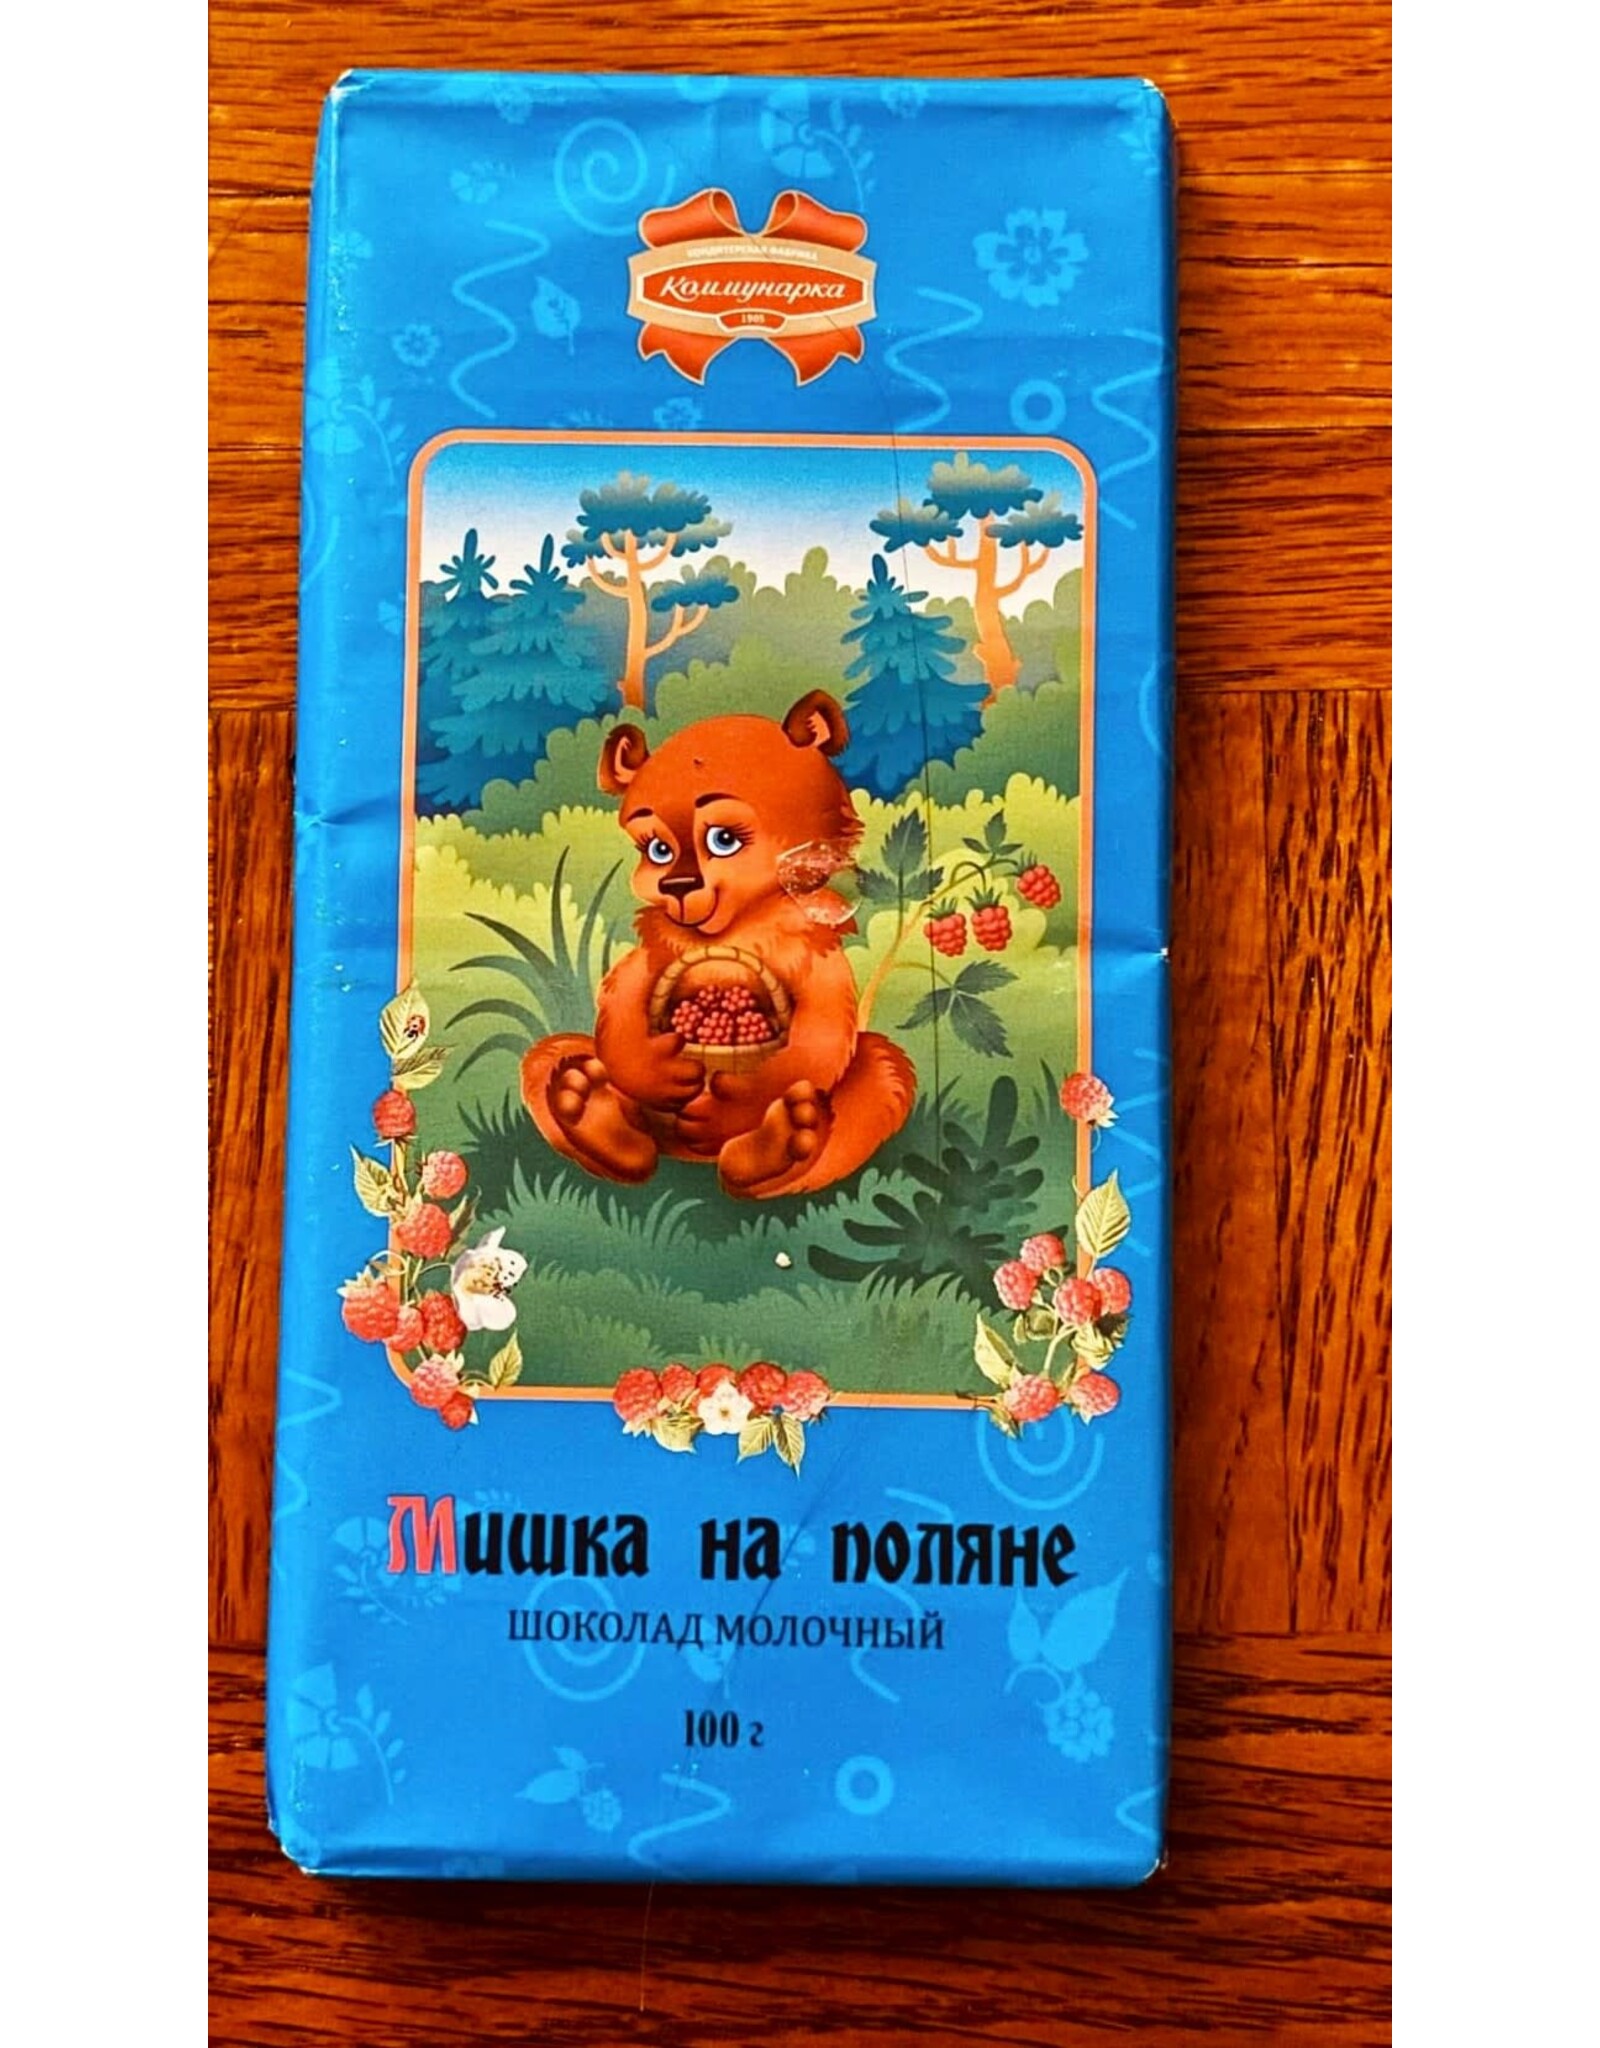 КОНДИТЕРСКАЯ ФАБРИКА
Коммунарка
1905
Мишка на поляне
ШОКОЛАД МОЛОЧНЫЙ
100 г